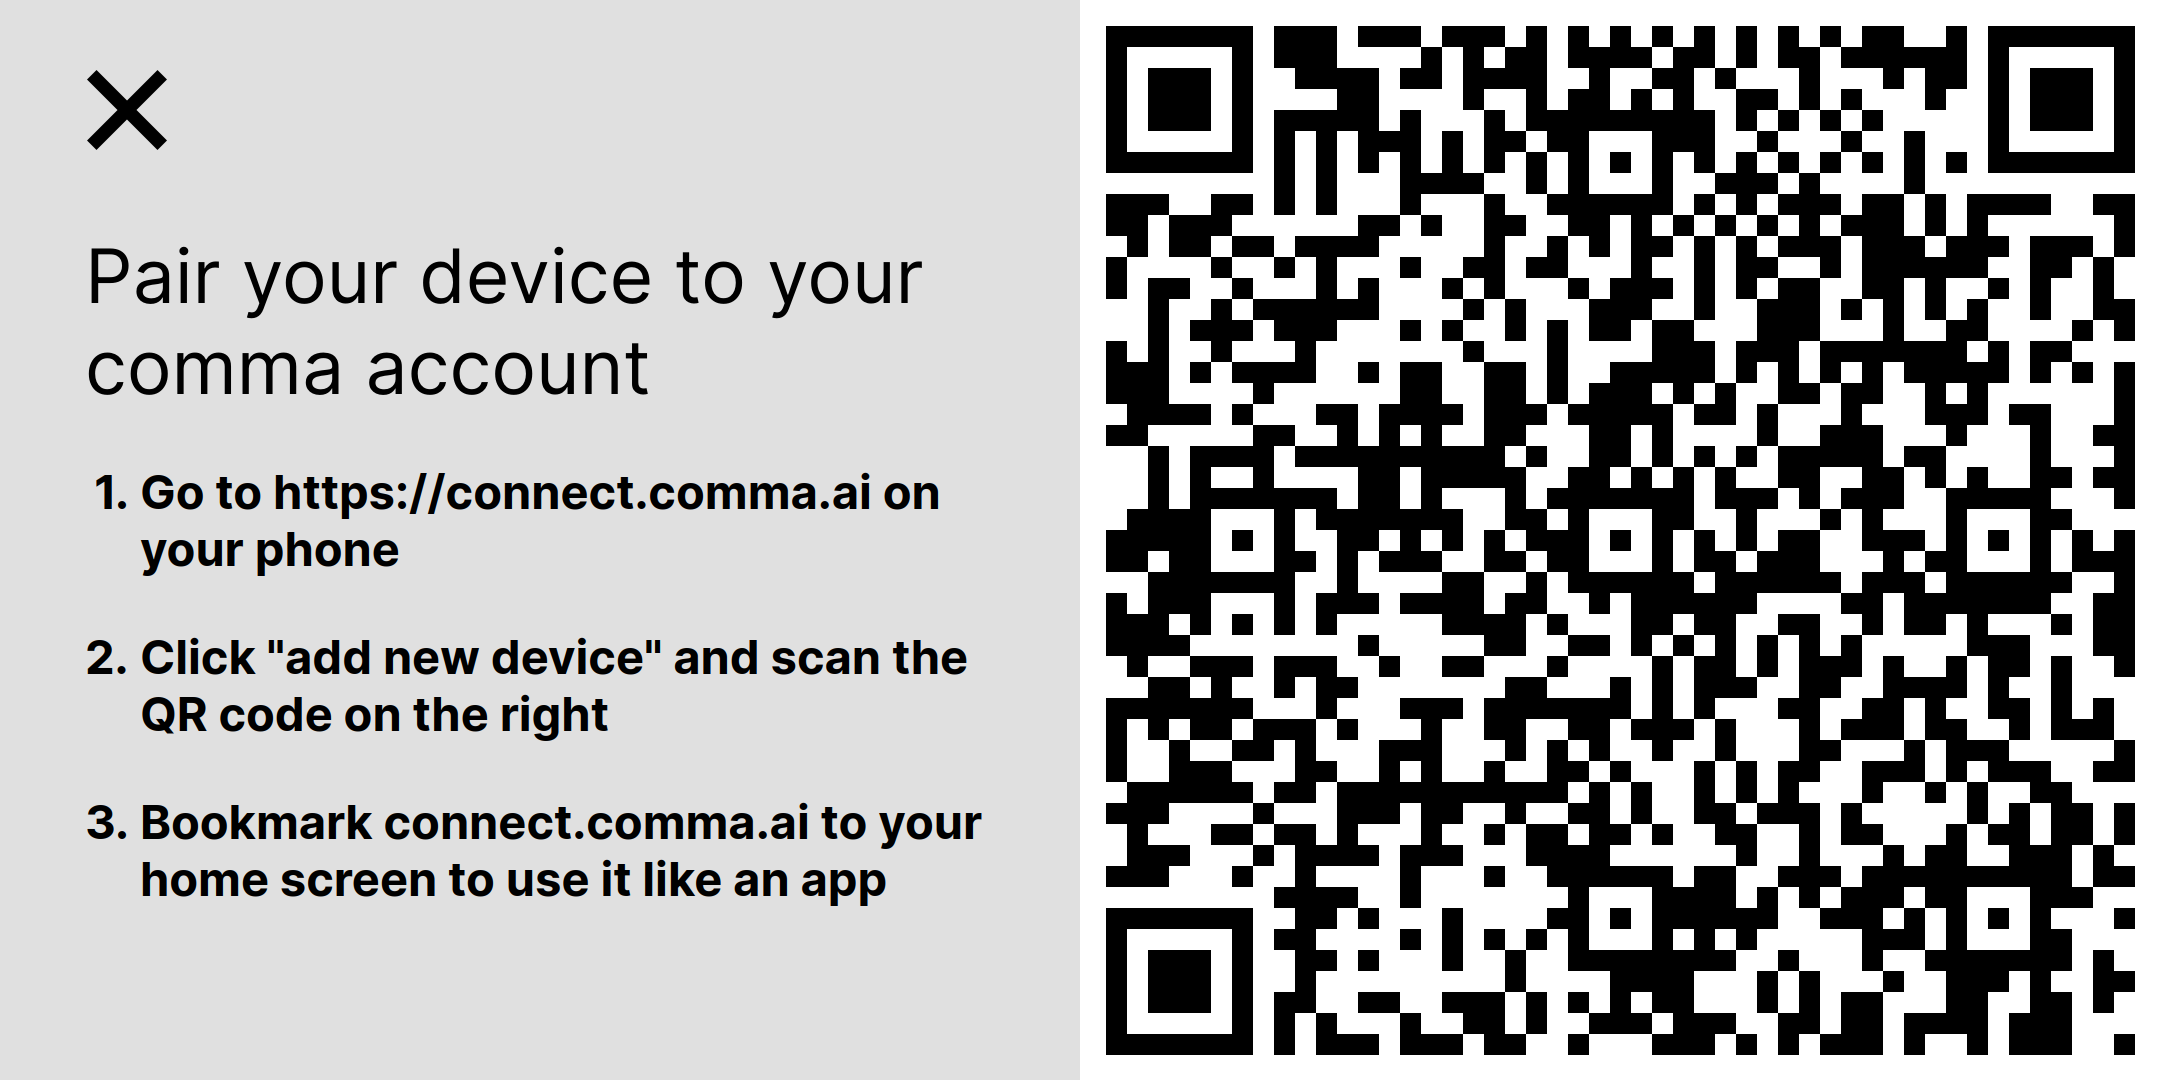 Pair your device to your
comma account
1. Go to https://connect.comma.ai on
your phone
2. Click "add new device" and scan the
QR code on the right
3. Bookmark connect.comma.ai to your
home screen to use it like an app